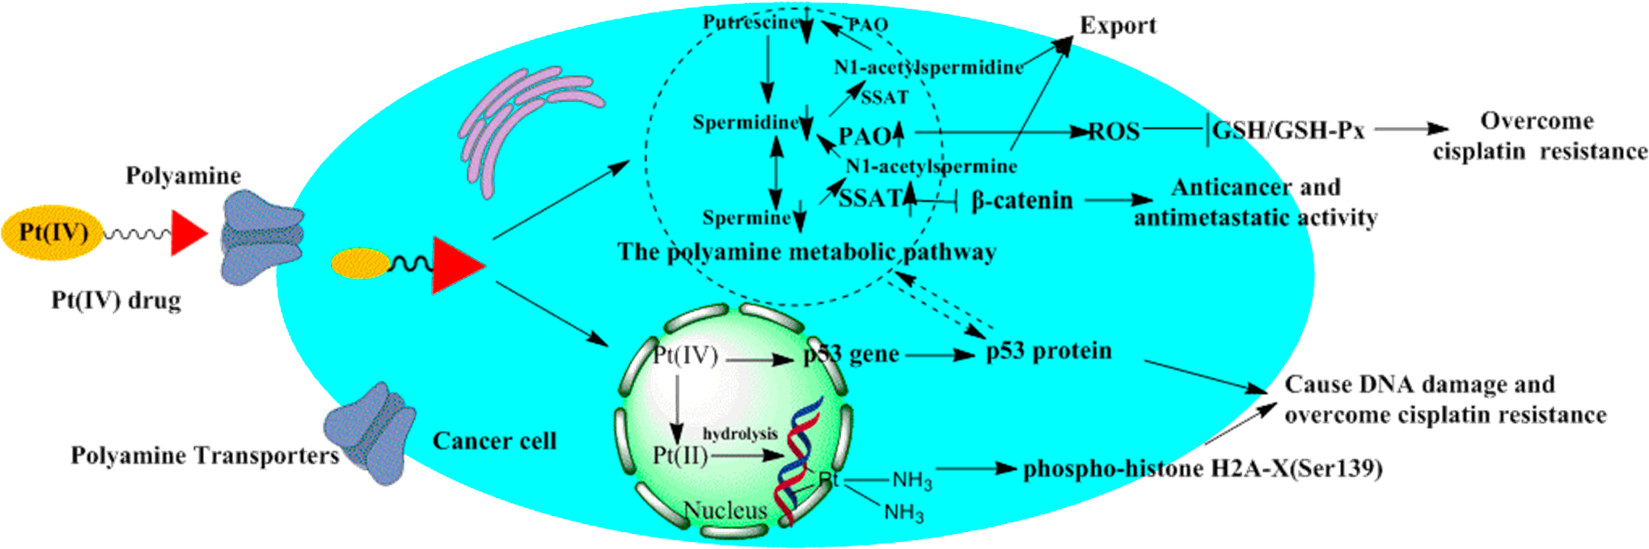 Putrescine
PAO
Export
N1-acetylspermidine
SSAT
Spermidine
PAO
ROS
GSH/GSH-Px
Overcome
cisplatin resistance
N1-acetylspermine
Polyamine
SSAT
β-catenin
Anticancer and
antimetastatic activity
Spermine
Pt(IV)
The polyamine metabolic pathway
Pt(IV) drug
Pt(IV)
p53 gene
p53 protein
Cause DNA damage and
overcome cisplatin resistance
hydrolysis
Cancer cell
Polyamine Transporters
Pt(II)
phospho-histone H2A-X(Ser139)
Pt
NH3
NH3
Nucleus